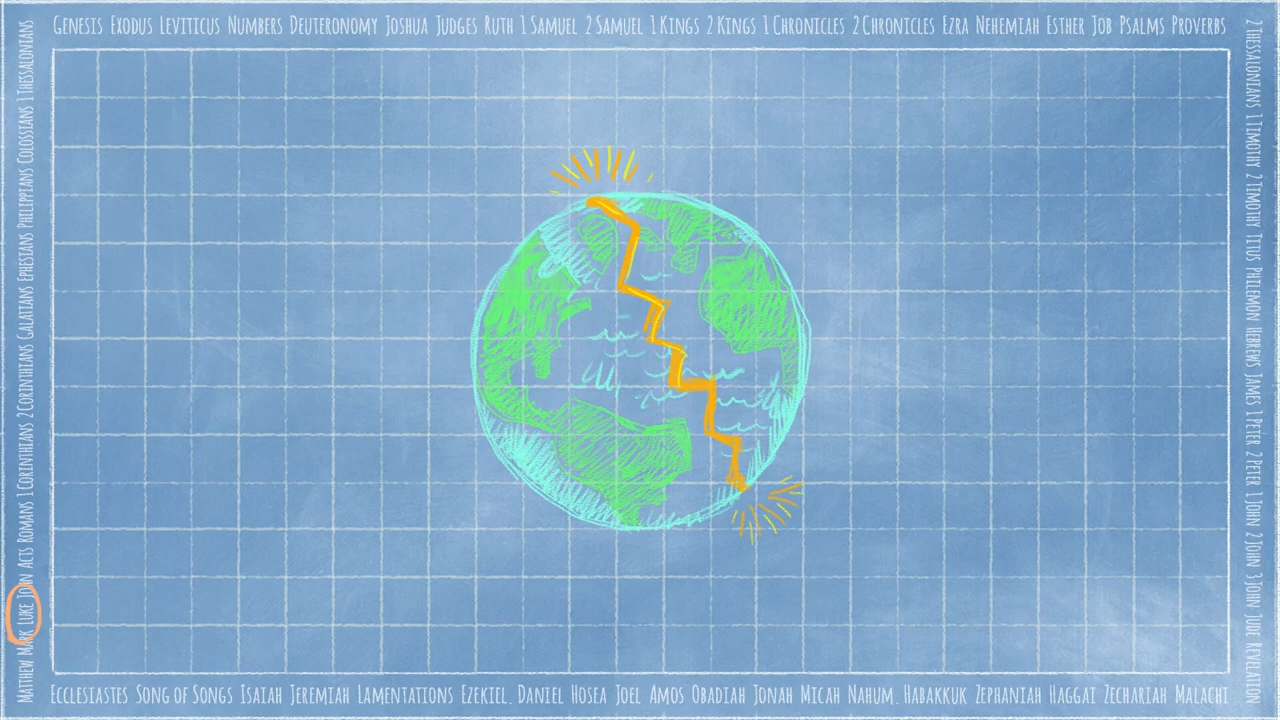 Genesis Exodus Leviticus Numbers Deuteronomy Joshua Judges Ruth 1 Samuel 2 Samuel 1 Kings 2 Kings 1 Chronicles 2 Chronicles Ezra Nehemiah Esther Job Psalms Proverbs
Ecclesiastes Song of Songs Isaiah Jeremiah Lamentations Ezekiel Daniel Hosea Joel Amos Obadiah Jonah Micah Nahum Habakkuk Zephaniah Haggai Zechariah Malachi
Matthew Mark Luke John Acts Romans 1 Corinthians 2 Corinthians Galatians Ephesians Philippians Colossians 1 Thessalonians
2 Thessalonians 1 Timothy 2 Timothy Titus Philemon Hebrews James 1 Peter 2 Peter 1 John 2 John 3 John Jude Revelation